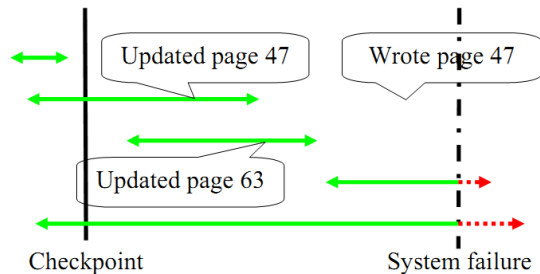 Updated page 47
Wrote page 47
Updated page 63
Checkpoint
System failure